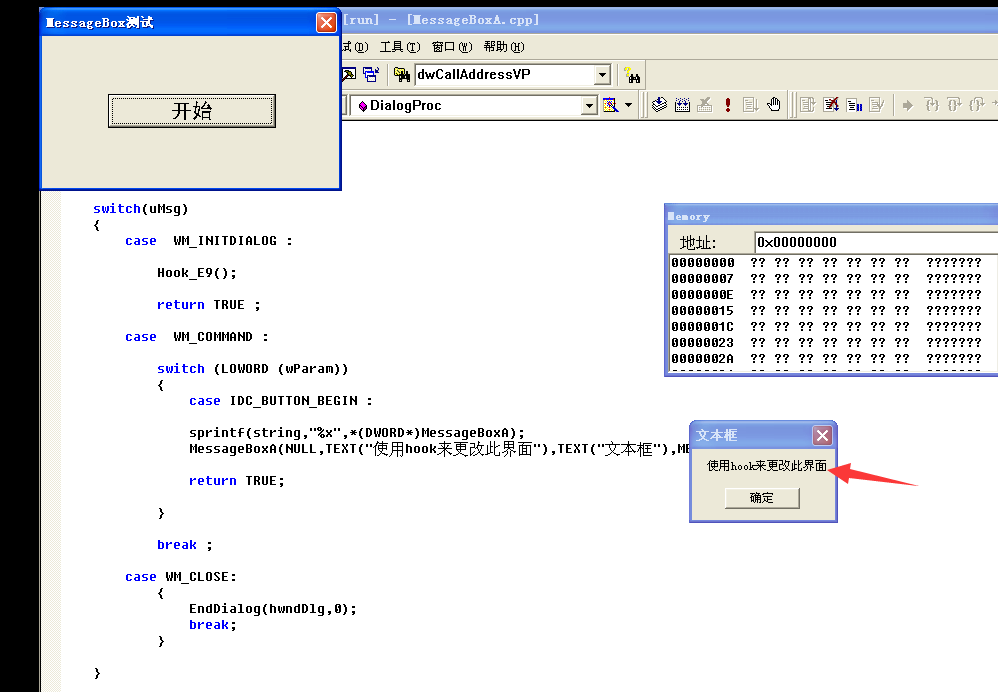 MessageBox测试
[run] - [MessageBoxA.cpp]
试(D) 工具(T) 窗口(W) 帮助(H)
dwCallAddressVP
DialogProc
开始
switch(uMsg)
{
case WM_INITDIALOG :
Hook_E9();
return TRUE ;
case WM_COMMAND :
switch (LOWORD (wParam))
{
case IDC_BUTTON_BEGIN :
sprintf(string,"%x",*(DWORD*)MessageBoxA);
MessageBoxA(NULL,TEXT("使用hook来更改此界面"),TEXT("文本框"),
return TRUE;
}
break ;
case WM_CLOSE:
{
EndDialog(hwndDlg,0);
break;
}
}
Memory
地址: 0x00000000
00000000 ?? ?? ?? ?? ?? ?? ?? ???????
00000007 ?? ?? ?? ?? ?? ?? ?? ???????
0000000E ?? ?? ?? ?? ?? ?? ?? ???????
00000015 ?? ?? ?? ?? ?? ?? ?? ???????
0000001C ?? ?? ?? ?? ?? ?? ?? ???????
00000023 ?? ?? ?? ?? ?? ?? ?? ???????
0000002A ?? ?? ?? ?? ?? ?? ?? ???????
文本框
使用hook来更改此界面
确定